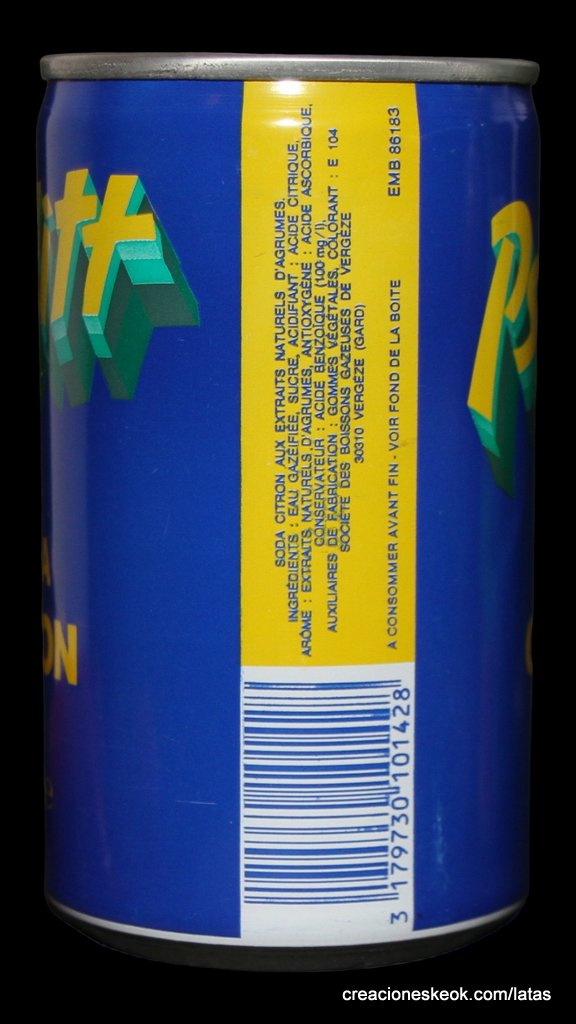 SODA CITRON AUX EXTRAITS NATURELS D'AGRUMES.
INGRÉDIENTS : EAU GAZÉIFIÉE, SUCRE, ACIDIFIANT : ACIDE CITRIQUE,
ARÔME : EXTRAITS NATURELS D'AGRUMES, ANTIOXYGÈNE : ACIDE ASCORBIQUE,
CONSERVATEUR : ACIDE BENZOÏQUE (100 mg/l),
AUXILIAIRES DE FABRICATION : GOMMES VÉGÉTALES, COLORANT : E 104
SOCIÉTÉ DES BOISSONS GAZEUSES DE VERGÈZE
30310 VERGÈZE (GARD)
A CONSOMMER AVANT FIN - VOIR FOND DE LA BOITE EMB 86183
3 179730 101428
creacioneskeok.com/latas